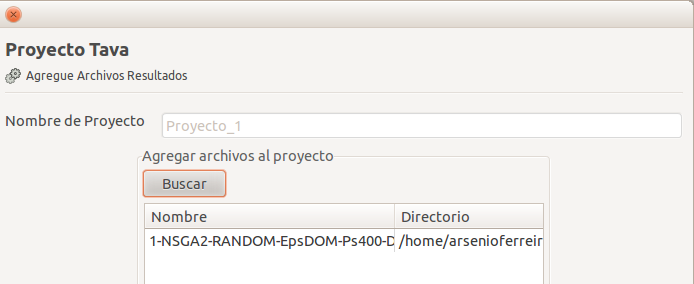 Proyecto Tava
Agregue Archivos Resultados
Nombre de Proyecto Proyecto_1
Agregar archivos al proyecto
Buscar
Nombre Directorio
1-NSGA2-RANDOM-EpsDOM-Ps400-D /home/arsenioferreir